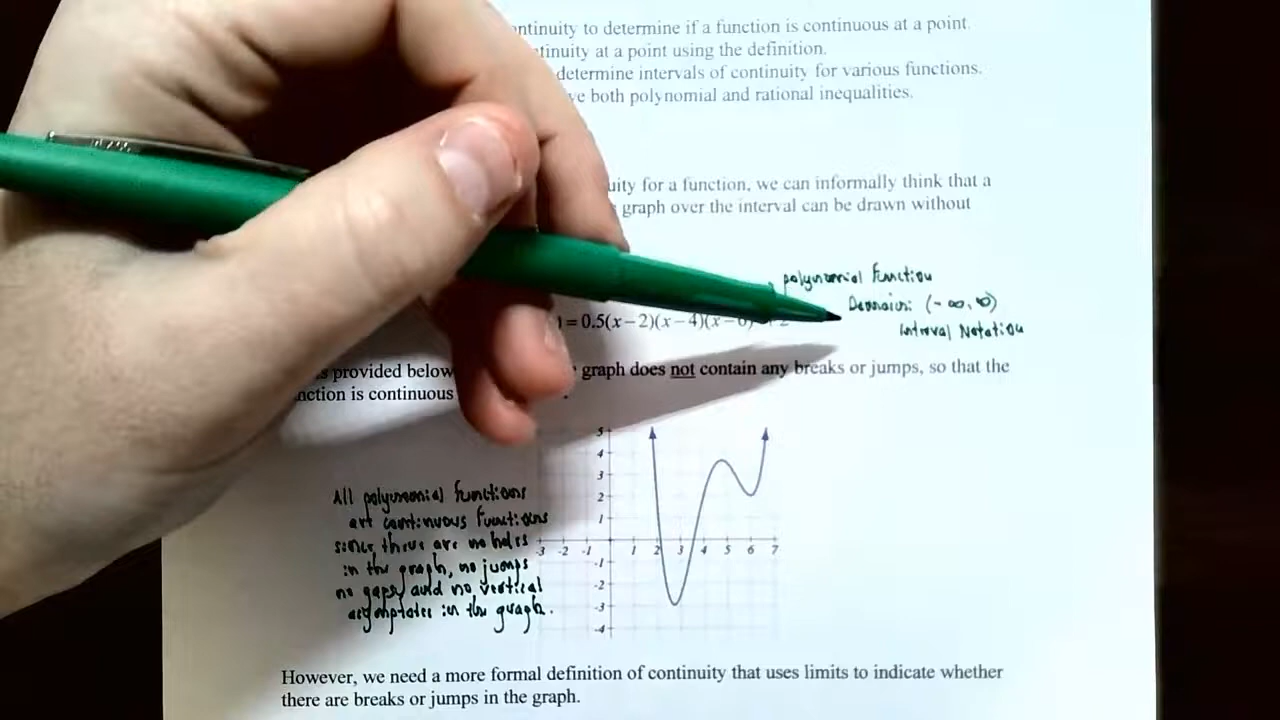 ntinuity to determine if a function is continuous at a point.
tinuity at a point using the definition.
determine intervals of continuity for various functions.
ve both polynomial and rational inequalities.
uity for a function, we can informally think that a
graph over the interval can be drawn without
polynomial function
Domain: (-∞, ∞)
= 0.5(x−2)(x−4)(x−6)
Interval Notation
s provided below
graph does not contain any breaks or jumps, so that the
nction is continuous
5
4
3
2
1
-3 -2 -1 1 2 3 4 5 6 7
-1
-2
-3
-4
All polynomial functions
are continuous functions
since there are no holes
in the graph, no jumps
no gaps, and no vertical
asymptotes in the graph.
However, we need a more formal definition of continuity that uses limits to indicate whether
there are breaks or jumps in the graph.